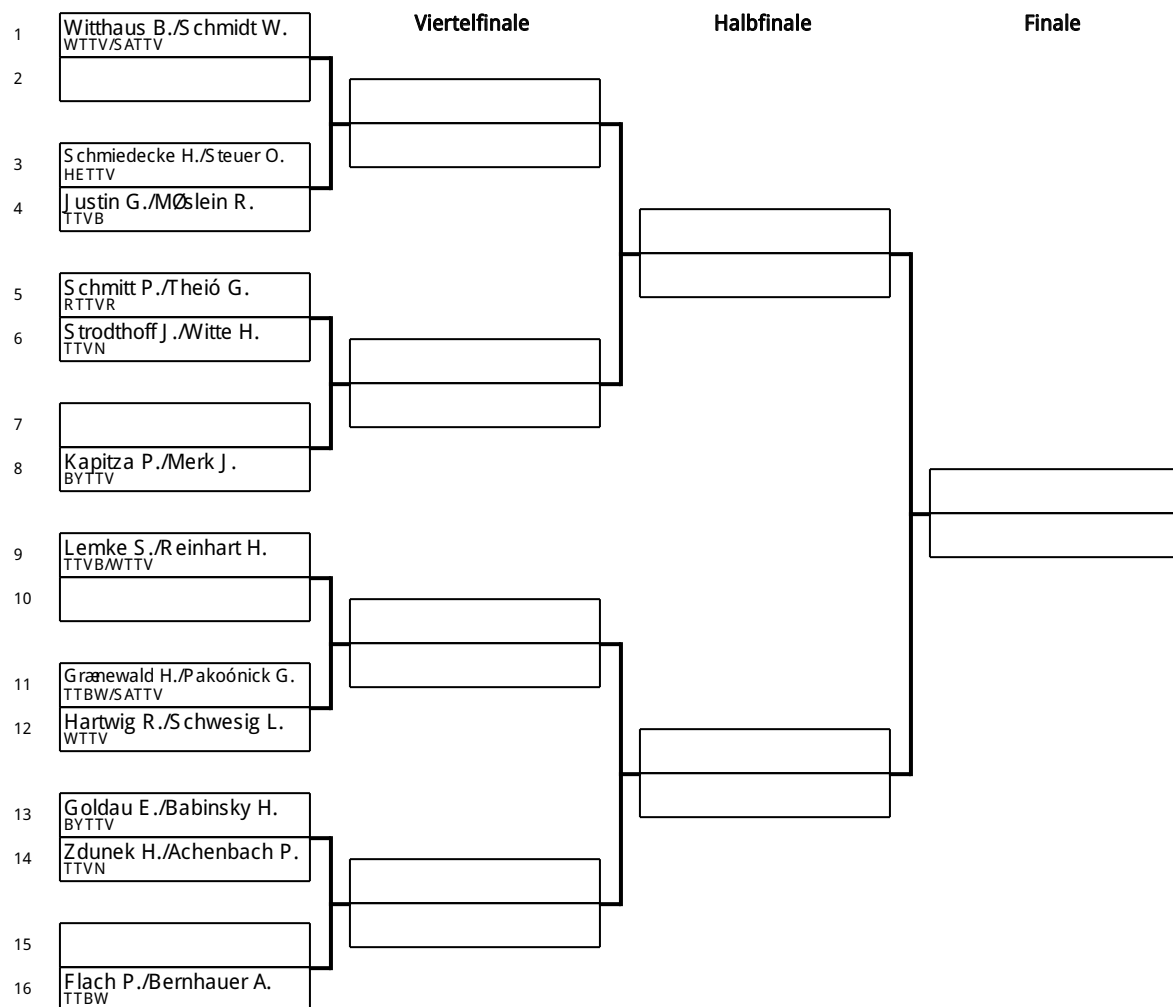 Viertelfinale
Halbfinale
Finale
1
Witthaus B./Schmidt W.
WTTV/SATTV
2
3
Schmiedecke H./Steuer O.
HETTV
4
Justin G./MØslein R.
TTVB
5
Schmitt P./Theió G.
RTTVR
6
Strodthoff J./Witte H.
TTVN
7
8
Kapitza P./Merk J.
BYTTV
9
Lemke S./Reinhart H.
TTVB/WTTV
10
11
Grænewald H./Pakoónick G.
TTBW/SATTV
12
Hartwig R./Schwesig L.
WTTV
13
Goldau E./Babinsky H.
BYTTV
14
Zdunek H./Achenbach P.
TTVN
15
16
Flach P./Bernhauer A.
TTBW